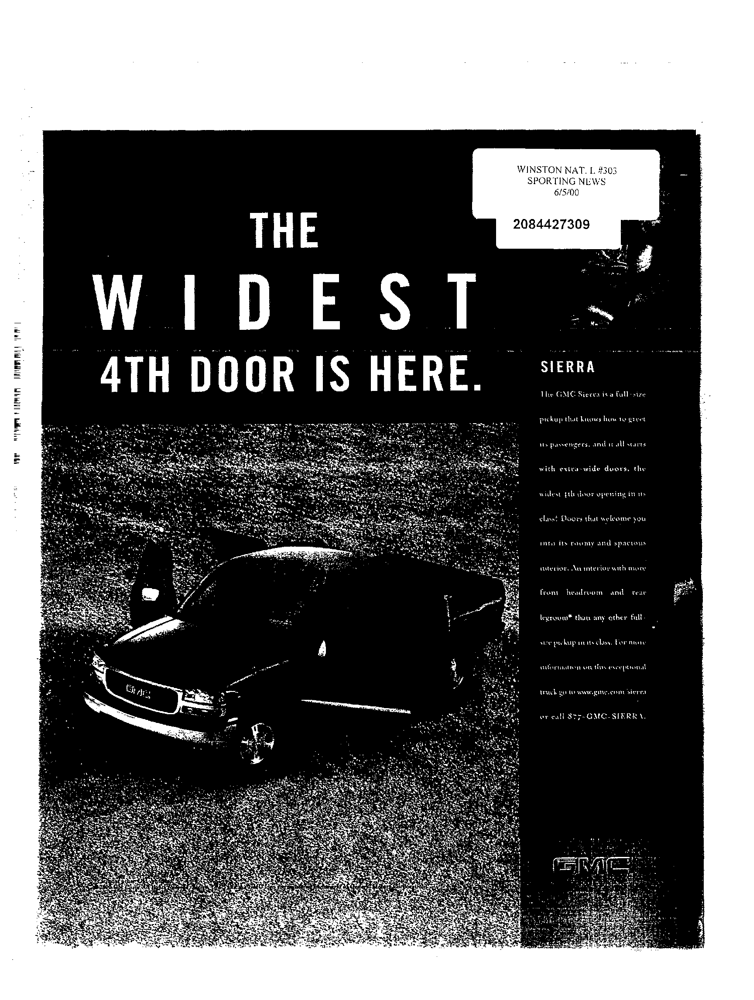 WINSTON NAT. L #303
SPORTING NEWS
6/5/00
2084427309
THE
WIDEST
4TH DOOR IS HERE.
SIERRA
The GMC Sierra is a full-size
pickup that knows how to greet
its passengers, and it all starts
with extra-wide doors, the
widest 4th door opening in its
class! Doors that welcome you
into its roomy and spacious
interior. An interior with more
front headroom and rear
legroom* than any other full-
size pickup in its class. For more
information on this exceptional
truck go to www.gmc.com/sierra
or call 877-GMC-SIERRA.
GMC
GMC